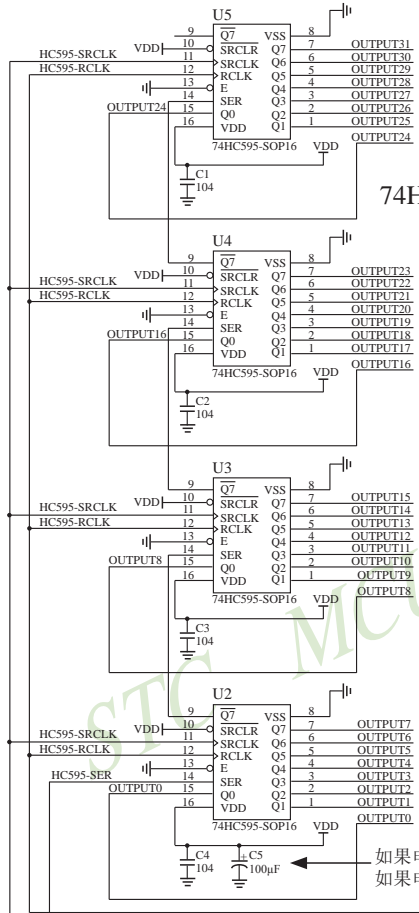 U5
9 Q7 VSS 8
VDD 10 SRCLR Q7 7 OUTPUT31
HC595-SRCLK 11 SRCLK Q6 6 OUTPUT30
HC595-RCLK 12 RCLK Q5 5 OUTPUT29
13 E Q4 4 OUTPUT28
14 SER Q3 3 OUTPUT27
OUTPUT24 15 Q0 Q2 2 OUTPUT26
16 VDD Q1 1 OUTPUT25
OUTPUT24
74HC595-SOP16 VDD
C1
104
74H
U4
9 Q7 VSS 8
VDD 10 SRCLR Q7 7 OUTPUT23
HC595-SRCLK 11 SRCLK Q6 6 OUTPUT22
HC595-RCLK 12 RCLK Q5 5 OUTPUT21
13 E Q4 4 OUTPUT20
14 SER Q3 3 OUTPUT19
OUTPUT16 15 Q0 Q2 2 OUTPUT18
16 VDD Q1 1 OUTPUT17
OUTPUT16
74HC595-SOP16 VDD
C2
104
U3
9 Q7 VSS 8
VDD 10 SRCLR Q7 7 OUTPUT15
HC595-SRCLK 11 SRCLK Q6 6 OUTPUT14
HC595-RCLK 12 RCLK Q5 5 OUTPUT13
13 E Q4 4 OUTPUT12
14 SER Q3 3 OUTPUT11
OUTPUT8 15 Q0 Q2 2 OUTPUT10
16 VDD Q1 1 OUTPUT9
OUTPUT8
74HC595-SOP16 VDD
C3
104
STC MCU
U2
9 Q7 VSS 8
VDD 10 SRCLR Q7 7 OUTPUT7
HC595-SRCLK 11 SRCLK Q6 6 OUTPUT6
HC595-RCLK 12 RCLK Q5 5 OUTPUT5
13 E Q4 4 OUTPUT4
HC595-SER 14 SER Q3 3 OUTPUT3
OUTPUT0 15 Q0 Q2 2 OUTPUT2
16 VDD Q1 1 OUTPUT1
OUTPUT0
74HC595-SOP16 VDD
C4
104
+ C5
100μF
如果
如果